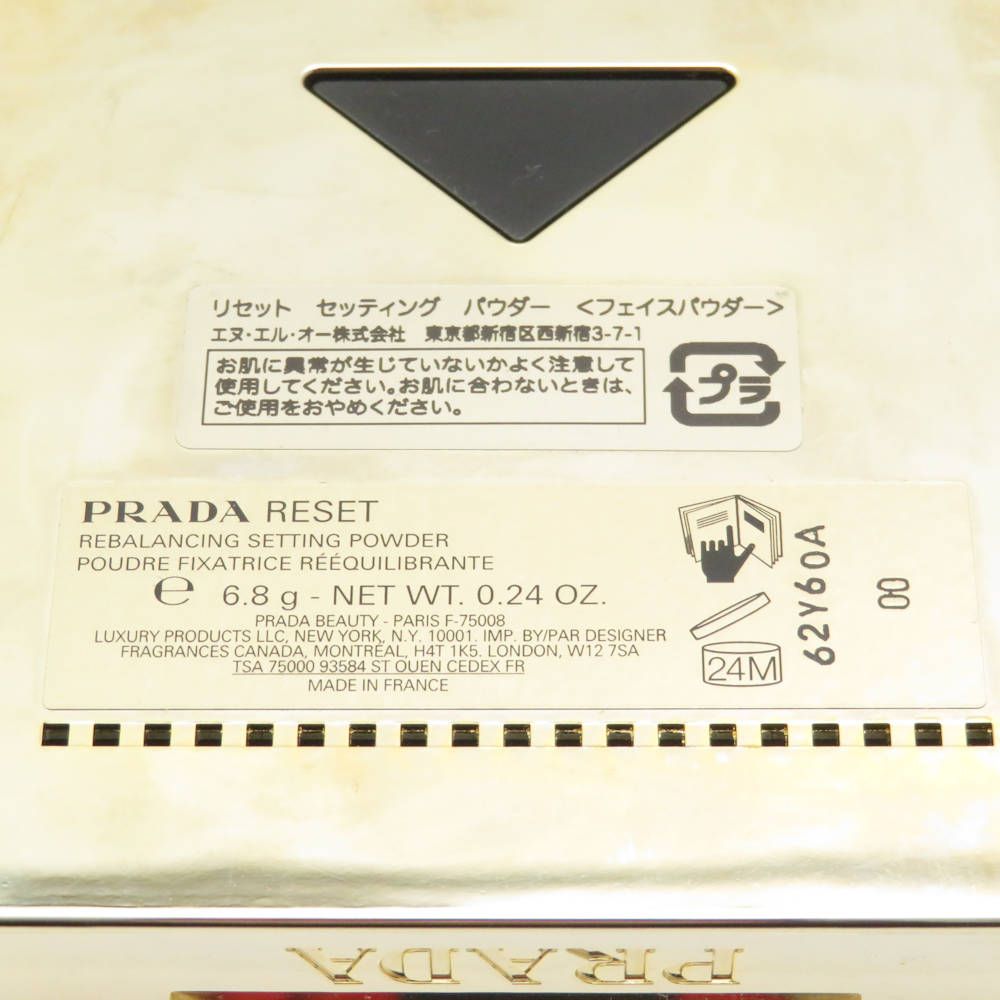 リセット セッティング パウダー <フェイスパウダー>
エヌ・エル・オー株式会社 東京都新宿区西新宿3-7-1
お肌に異常が生じていないかよく注意して
使用してください。お肌に合わないときは、
ご使用をおやめください。
プラ
PRADA RESET
REBALANCING SETTING POWDER
POUDRE FIXATRICE RÉÉQUILIBRANTE
℮ 6.8 g - NET WT. 0.24 OZ.
PRADA BEAUTY - PARIS F-75008
LUXURY PRODUCTS LLC, NEW YORK, N.Y. 10001. IMP. BY/PAR DESIGNER
FRAGRANCES CANADA, MONTRÉAL, H4T 1K5. LONDON, W12 7SA
TSA 75000 93584 ST OUEN CEDEX FR
MADE IN FRANCE
24M
62Y60A
00
PRADA